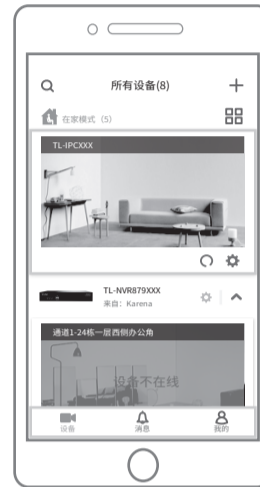 所有设备(8)
在家模式（5）
TL-IPCXXX
TL-NVR879XXX
来自：Karena
通道1-24栋一层西侧办公角
设备不在线
设备
消息
我的